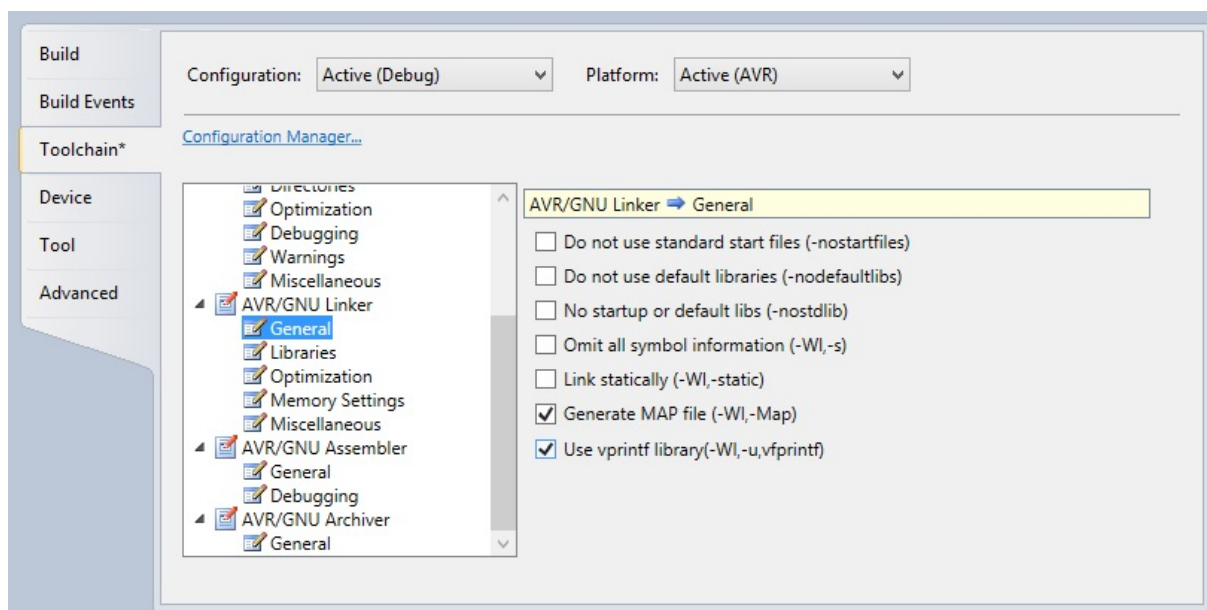 Build
Build Events
Toolchain*
Device
Tool
Advanced
Configuration: Active (Debug) Platform: Active (AVR)
Configuration Manager...
Directories
Optimization
Debugging
Warnings
Miscellaneous
AVR/GNU Linker
General
Libraries
Optimization
Memory Settings
Miscellaneous
AVR/GNU Assembler
General
Debugging
AVR/GNU Archiver
General
AVR/GNU Linker ➡ General
Do not use standard start files (-nostartfiles)
Do not use default libraries (-nodefaultlibs)
No startup or default libs (-nostdlib)
Omit all symbol information (-Wl,-s)
Link statically (-Wl,-static)
Generate MAP file (-Wl,-Map)
Use vprintf library(-Wl,-u,vfprintf)